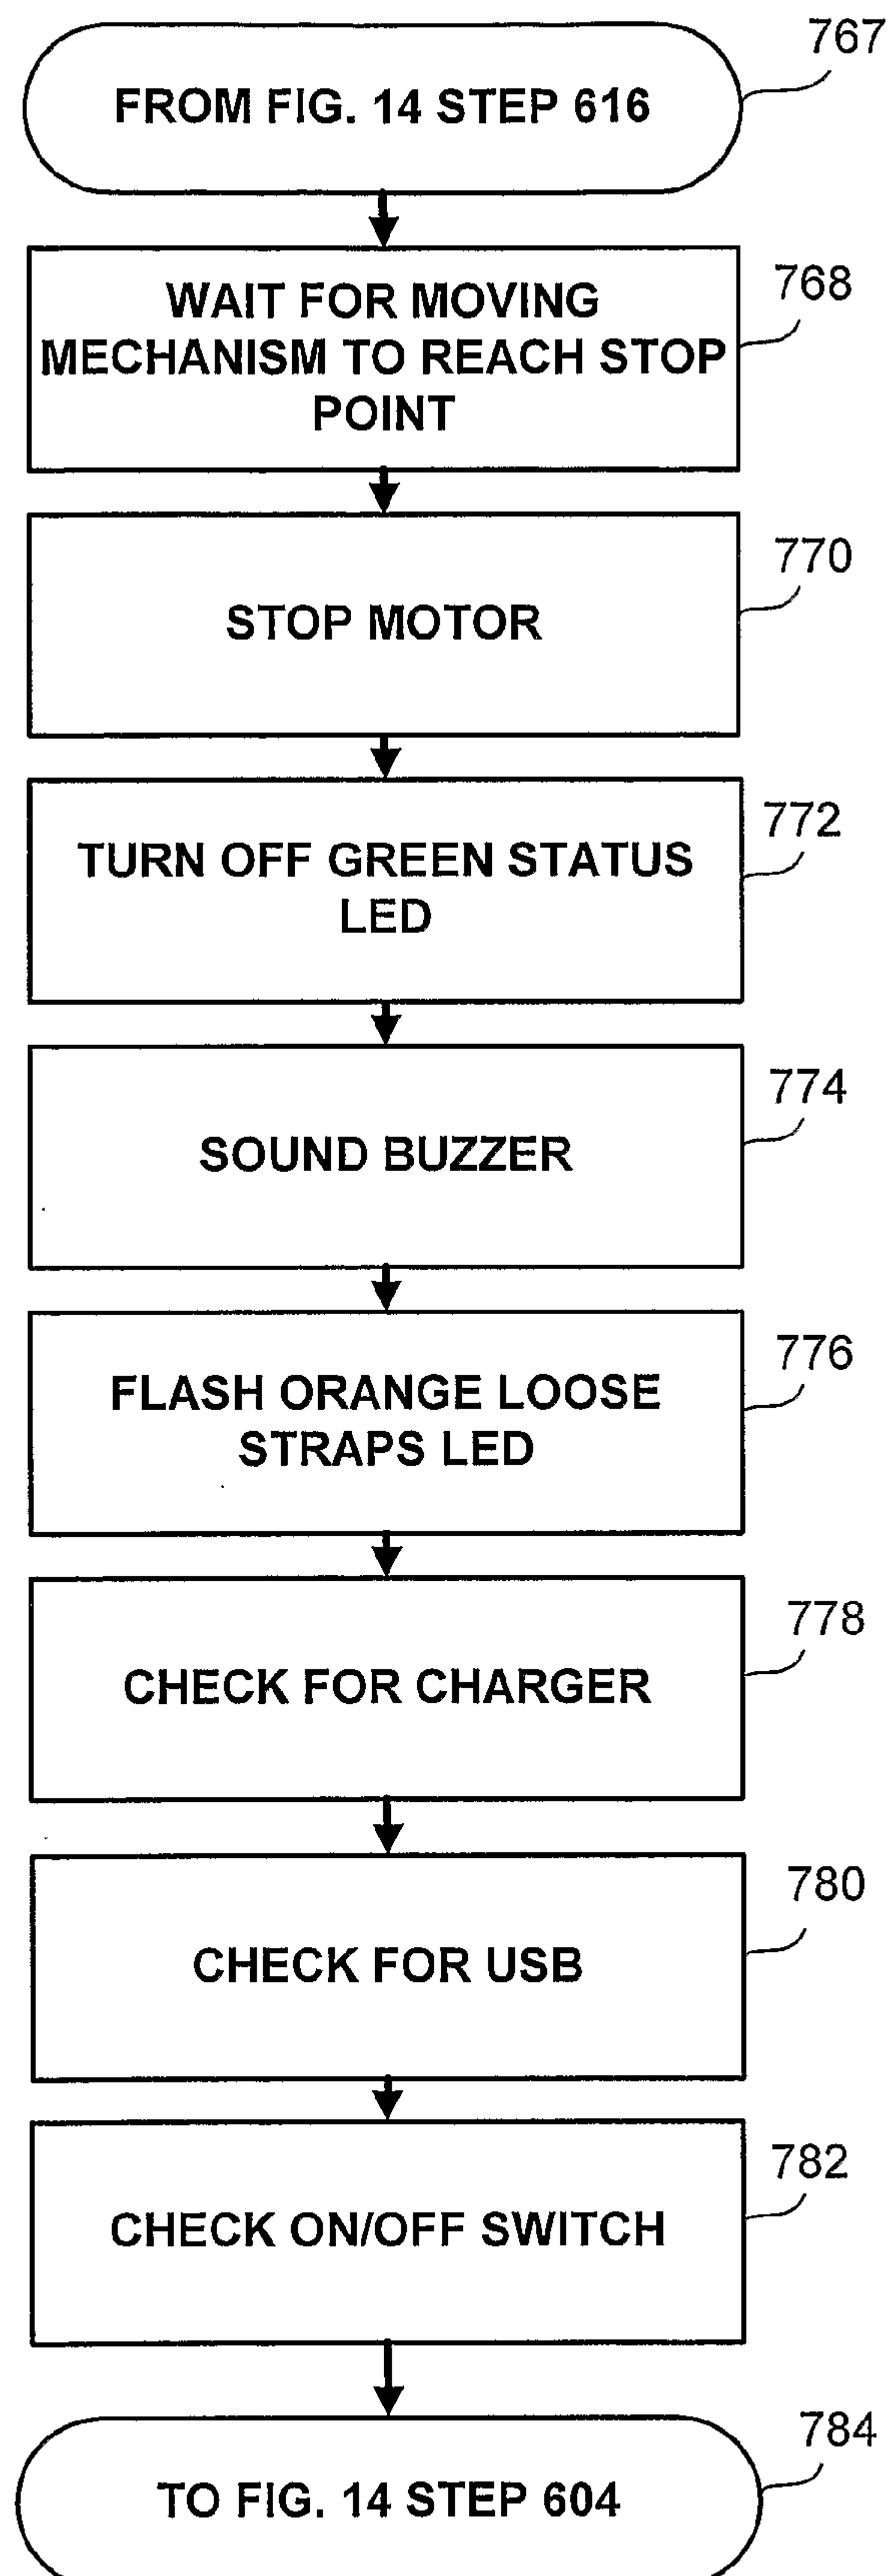 767
FROM FIG. 14 STEP 616
768
WAIT FOR MOVING
MECHANISM TO REACH STOP
POINT
770
STOP MOTOR
772
TURN OFF GREEN STATUS
LED
774
SOUND BUZZER
776
FLASH ORANGE LOOSE
STRAPS LED
778
CHECK FOR CHARGER
780
CHECK FOR USB
782
CHECK ON/OFF SWITCH
784
TO FIG. 14 STEP 604